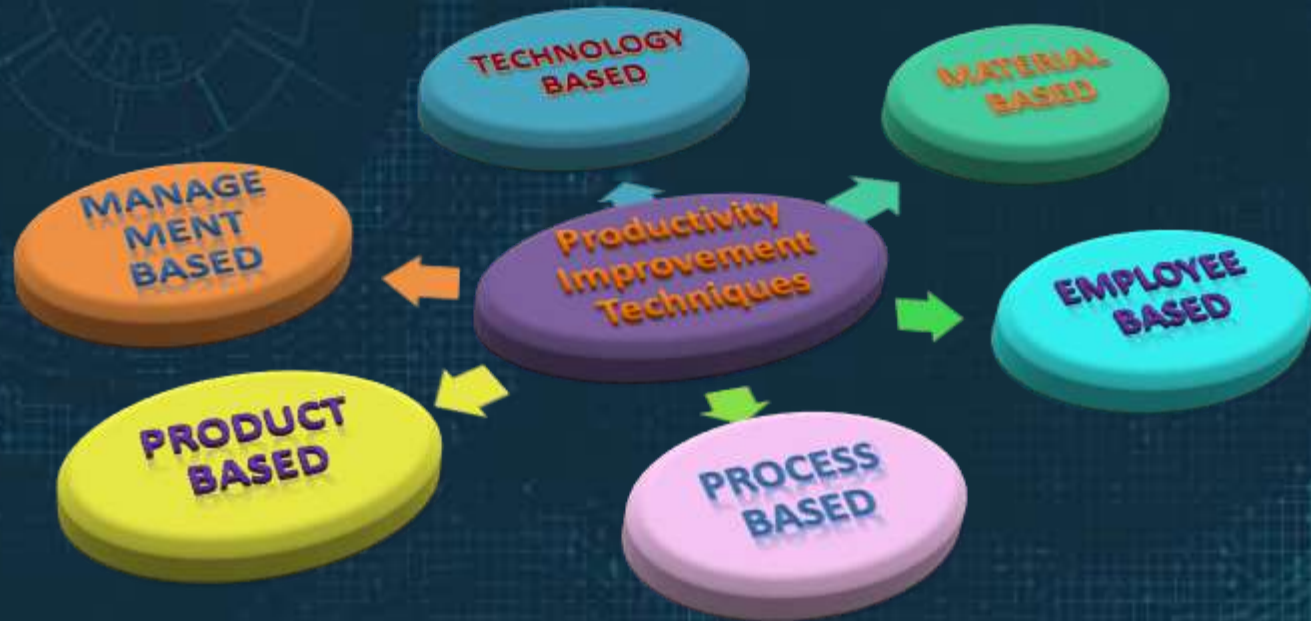 TECHNOLOGY
BASED
MATERIAL
BASED
MANAGE
MENT
BASED
Productivity
Improvement
Techniques
EMPLOYEE
BASED
PRODUCT
BASED
PROCESS
BASED